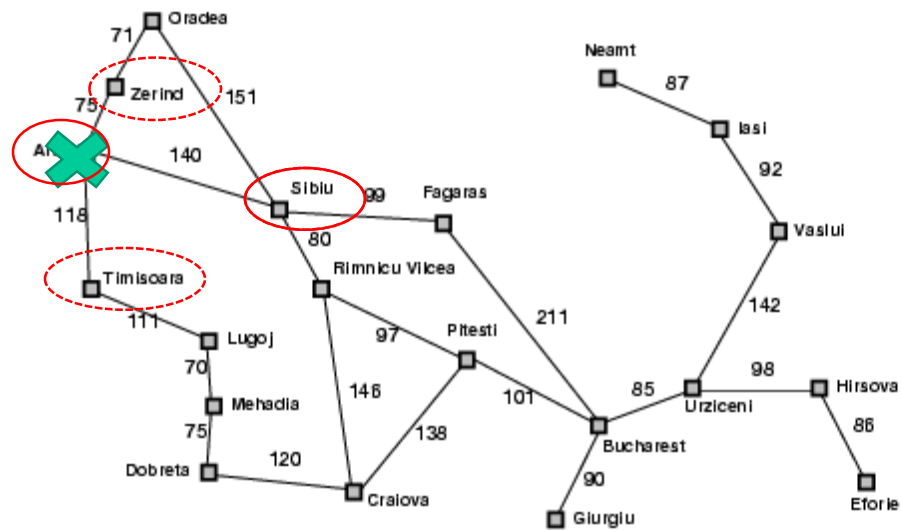 Oradea
71
Neamt
Zerind
87
75
151
Iasi
140
92
Sibiu
99
Fagaras
118
80
Vaslui
Timisoara
Rimnicu Vilcea
111
142
211
Lugoj
97
Pitesti
70
98
Hirsova
146
101
85
Mehadia
Urziceni
75
138
86
Bucharest
Dobreta
120
90
Craiova
Eforie
Giurgiu